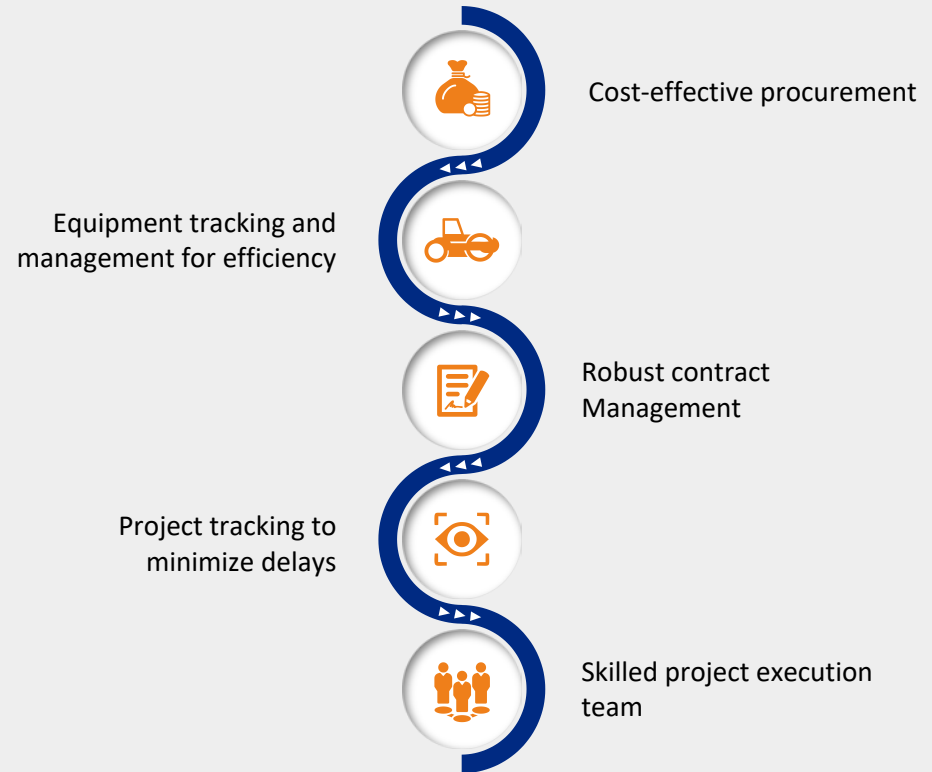 Cost-effective procurement
Equipment tracking and
management for efficiency
Robust contract
Management
Project tracking to
minimize delays
Skilled project execution
team